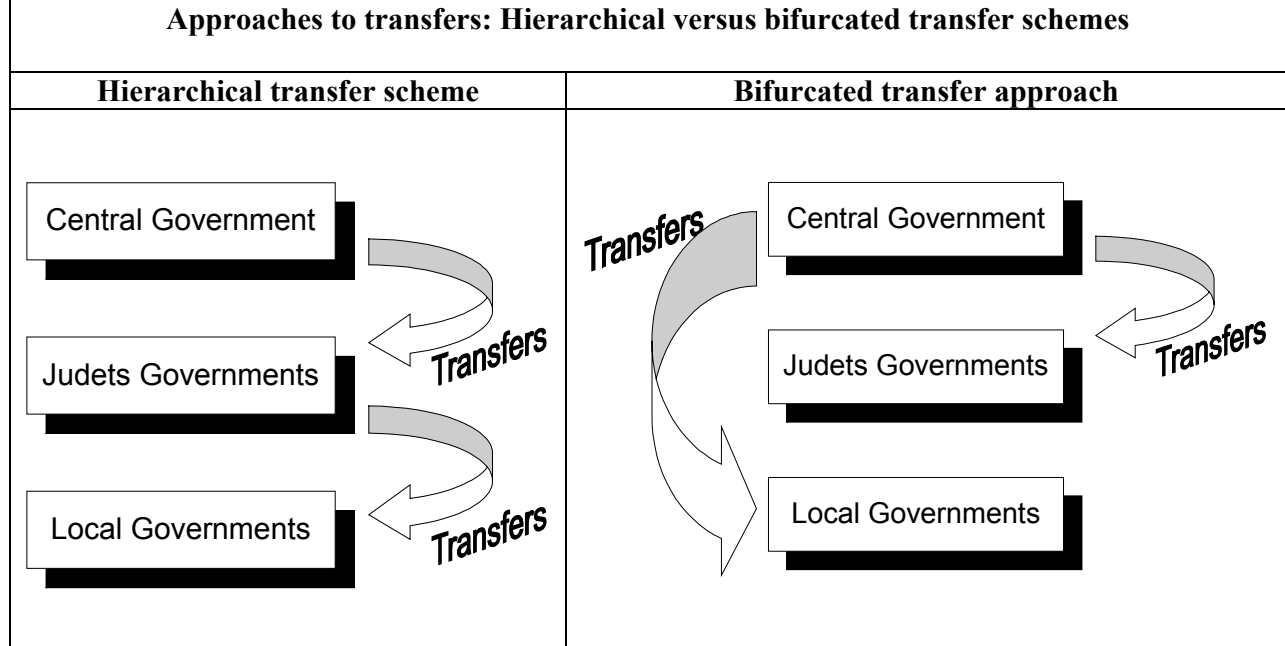 Approaches to transfers: Hierarchical versus bifurcated transfer schemes
Hierarchical transfer scheme
Bifurcated transfer approach
Central Government
Transfers
Judets Governments
Transfers
Local Governments
Transfers
Central Government
Transfers
Judets Governments
Local Governments